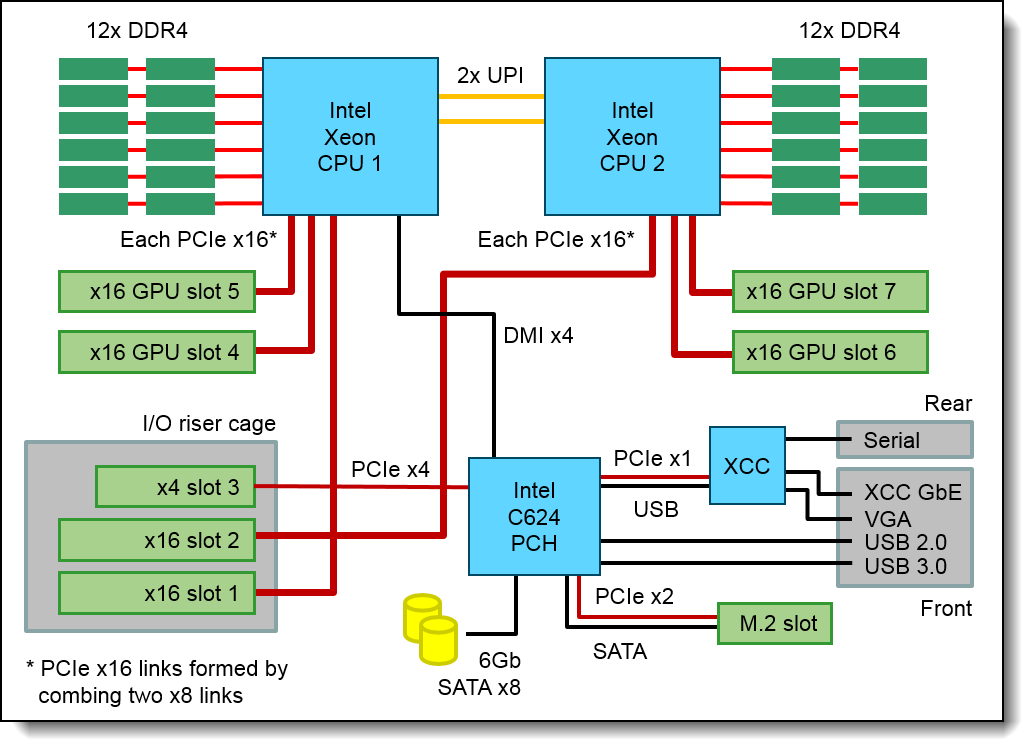 12x DDR4
12x DDR4
2x UPI
Intel
Xeon
CPU 1
Intel
Xeon
CPU 2
Each PCIe x16*
Each PCIe x16*
x16 GPU slot 5
x16 GPU slot 7
x16 GPU slot 4
x16 GPU slot 6
DMI x4
I/O riser cage
Rear
x4 slot 3
x16 slot 2
x16 slot 1
PCIe x4
Intel
C624
PCH
PCIe x1
USB
XCC
Serial
XCC GbE
VGA
USB 2.0
USB 3.0
Front
PCIe x2
M.2 slot
SATA
6Gb
SATA x8
* PCIe x16 links formed by
combing two x8 links